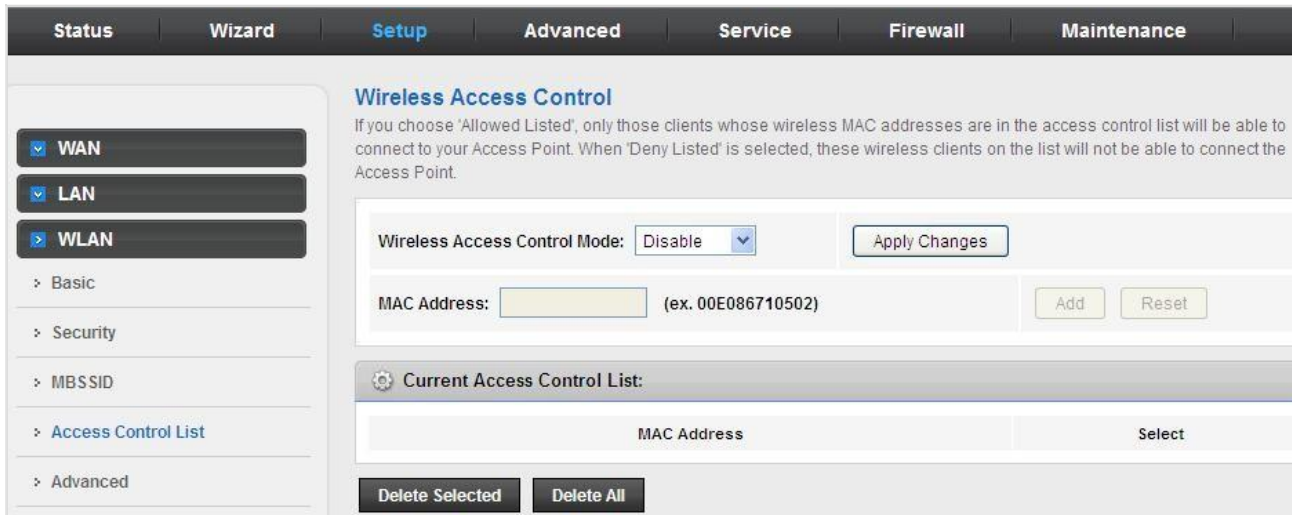 Status Wizard Setup Advanced Service Firewall Maintenance
WAN
LAN
WLAN
Basic
Security
MBSSID
Access Control List
Advanced
Wireless Access Control
If you choose 'Allowed Listed', only those clients whose wireless MAC addresses are in the access control list will be able to
connect to your Access Point. When 'Deny Listed' is selected, these wireless clients on the list will not be able to connect the
Access Point.
Wireless Access Control Mode: Disable Apply Changes
MAC Address: (ex. 00E086710502) Add Reset
Current Access Control List:
MAC Address Select
Delete Selected Delete All